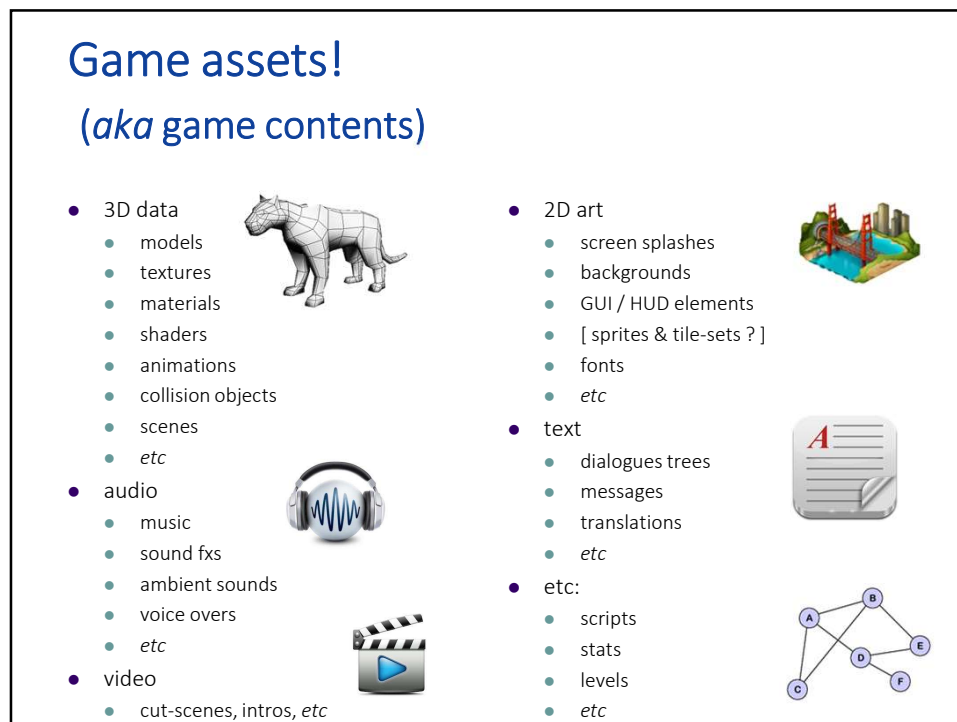 Game assets!
(aka game contents)
3D data
models
textures
materials
shaders
animations
collision objects
scenes
etc
audio
music
sound fxs
ambient sounds
voice overs
etc
video
cut-scenes, intros, etc
2D art
screen splashes
backgrounds
GUI / HUD elements
[ sprites & tile-sets ? ]
fonts
etc
text
dialogues trees
messages
translations
etc
etc:
scripts
stats
levels
etc
A
B
A
E
D
F
C